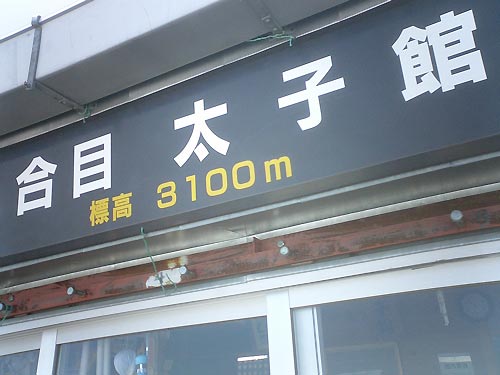 合目 太子館
標高 3100m